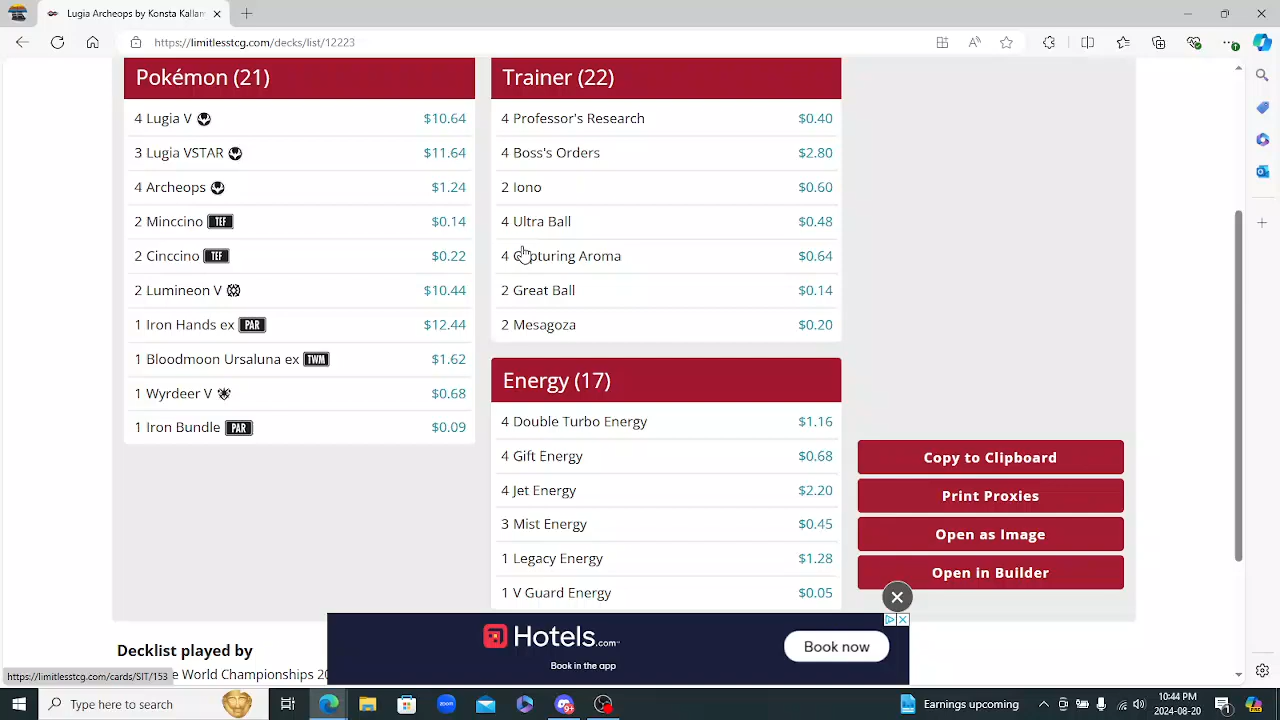 Lugia Archeops by Konsta Kallam
https://limitlesstcg.com/decks/list/12223
Pokémon (21)
4 Lugia V $10.64
3 Lugia VSTAR $11.64
4 Archeops $1.24
2 Minccino TEF $0.14
2 Cinccino TEF $0.22
2 Lumineon V $10.44
1 Iron Hands ex PAR $12.44
1 Bloodmoon Ursaluna ex TWM $1.62
1 Wyrdeer V $0.68
1 Iron Bundle PAR $0.09
Trainer (22)
4 Professor's Research $0.40
4 Boss's Orders $2.80
2 Iono $0.60
4 Ultra Ball $0.48
4 Capturing Aroma $0.64
2 Great Ball $0.14
2 Mesagoza $0.20
Energy (17)
4 Double Turbo Energy $1.16
4 Gift Energy $0.68
4 Jet Energy $2.20
3 Mist Energy $0.45
1 Legacy Energy $1.28
1 V Guard Energy $0.05
Copy to Clipboard
Print Proxies
Open as Image
Open in Builder
Hotels.com
Book in the app
Book now
Decklist played by
World Championships 20
Type here to search
Earnings upcoming
10:44 PM
2024-08-20